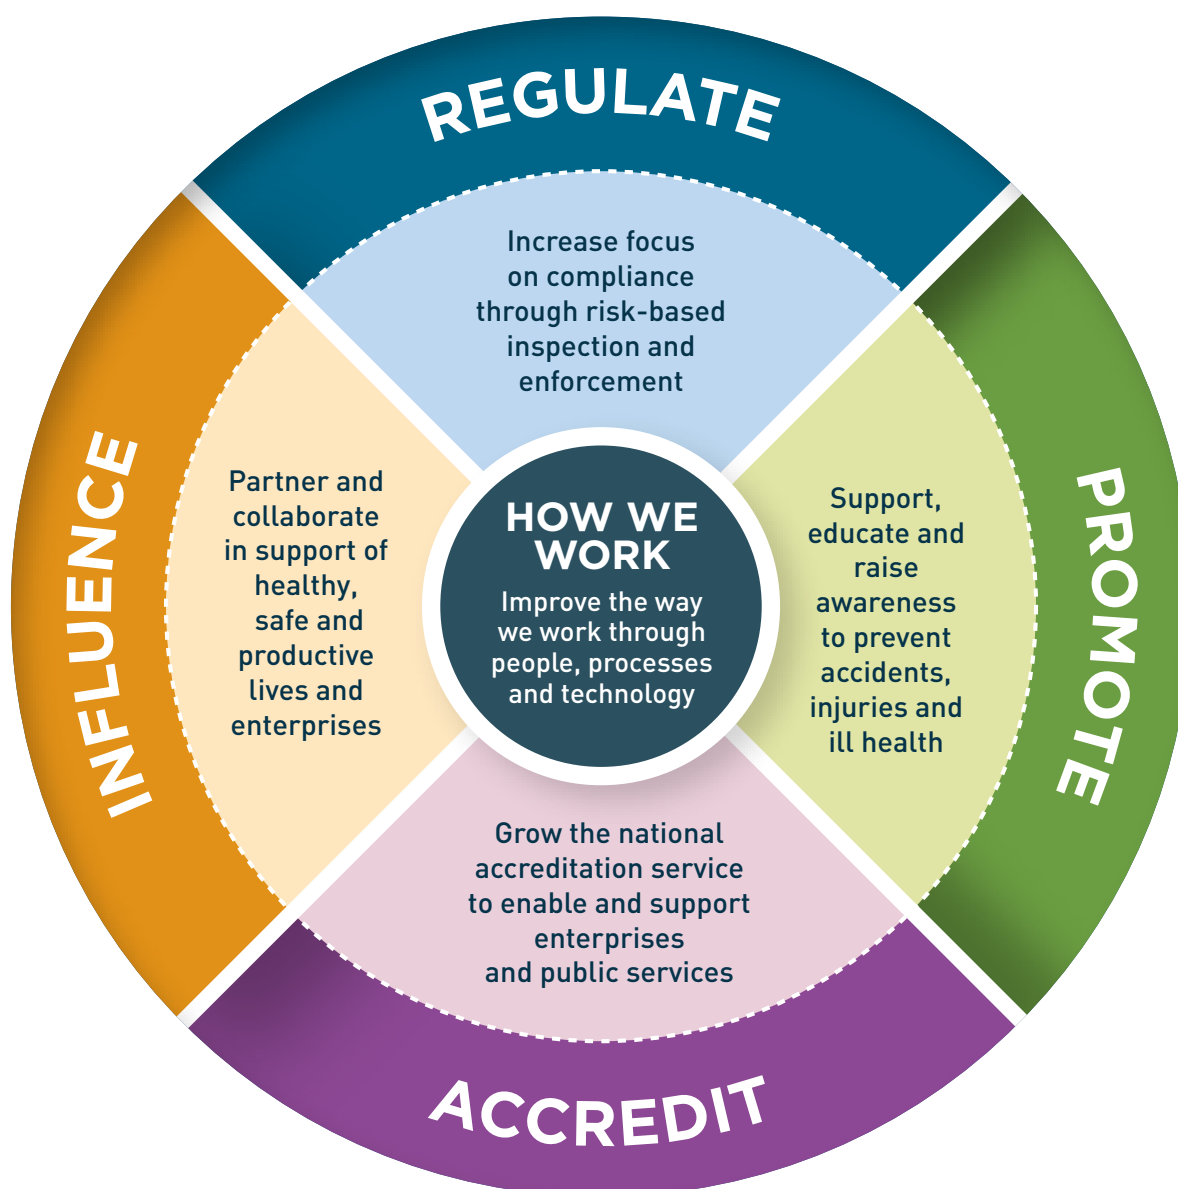 REGULATE
Increase focus
on compliance
through risk-based
inspection and
enforcement
PROMOTE
Support,
educate and
raise
awareness
to prevent
accidents,
injuries and
ill health
ACCREDIT
Grow the national
accreditation service
to enable and support
enterprises
and public services
INFLUENCE
Partner and
collaborate
in support of
healthy,
safe and
productive
lives and
enterprises
HOW WE
WORK
Improve the way
we work through
people, processes
and technology